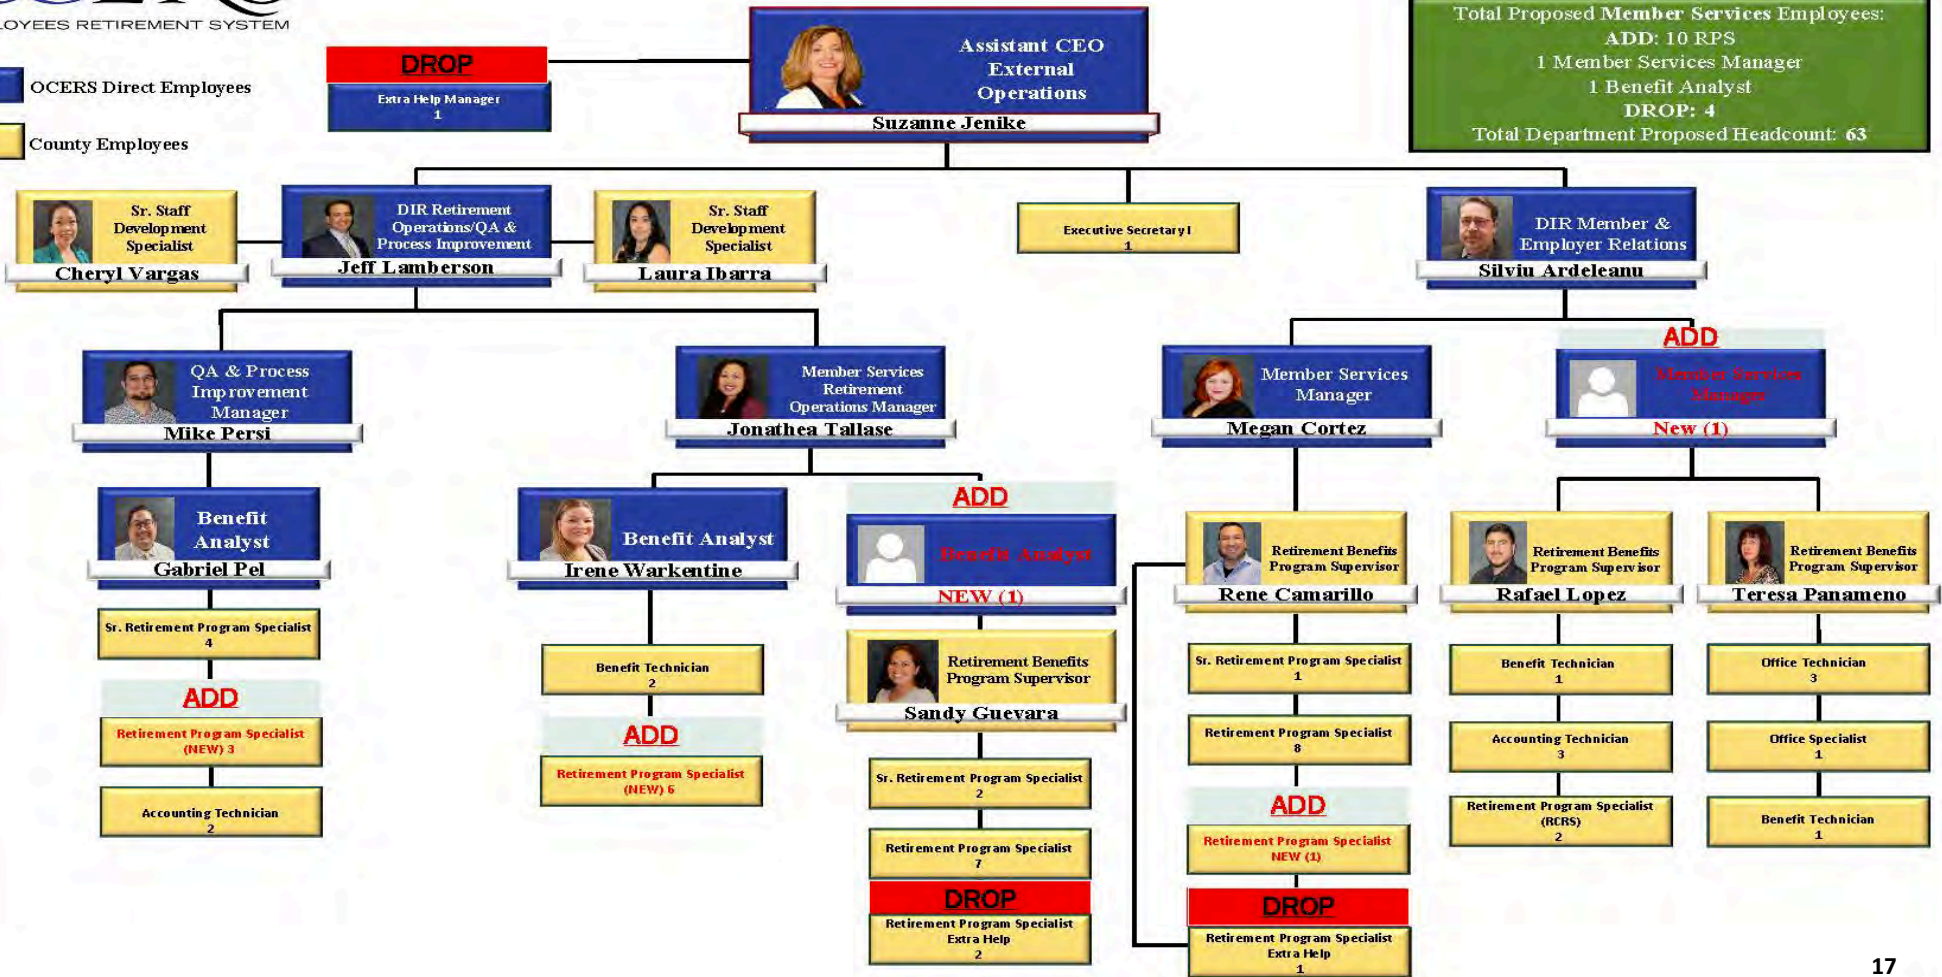 OYEES RETIREMENT SYSTEM
OCERS Direct Employees
County Employees
DROP
Extra Help Manager
1
Assistant CEO
External
Operations
Suzanne Jenike
Total Proposed Member Services Employees:
ADD: 10 RPS
1 Member Services Manager
1 Benefit Analyst
DROP: 4
Total Department Proposed Headcount: 63
Sr. Staff
Development
Specialist
Cheryl Vargas
DIR Retirement
Operations/QA &
Process Improvement
Jeff Lamberson
Sr. Staff
Development
Specialist
Laura Ibarra
Executive Secretary I
1
DIR Member &
Employer Relations
Silviu Ardeleanu
QA & Process
Improvement
Manager
Mike Persi
Member Services
Retirement
Operations Manager
Jonathea Tallase
Member Services
Manager
Megan Cortez
ADD
Member Services
Manager
New (1)
Benefit
Analyst
Gabriel Pel
Sr. Retirement Program Specialist
4
ADD
Retirement Program Specialist
(NEW) 3
Accounting Technician
2
Benefit Analyst
Irene Warkentine
Benefit Technician
2
ADD
Retirement Program Specialist
(NEW) 6
ADD
Benefit Analyst
NEW (1)
Retirement Benefits
Program Supervisor
Sandy Guevara
Sr. Retirement Program Specialist
2
Retirement Program Specialist
7
DROP
Retirement Program Specialist
Extra Help
2
Retirement Benefits
Program Supervisor
Rene Camarillo
Sr. Retirement Program Specialist
1
Retirement Program Specialist
8
ADD
Retirement Program Specialist
NEW (1)
DROP
Retirement Program Specialist
Extra Help
1
Retirement Benefits
Program Supervisor
Rafael Lopez
Benefit Technician
1
Accounting Technician
3
Retirement Program Specialist
(RCRS)
2
Retirement Benefits
Program Supervisor
Teresa Panameno
Office Technician
3
Office Specialist
1
Benefit Technician
1
17